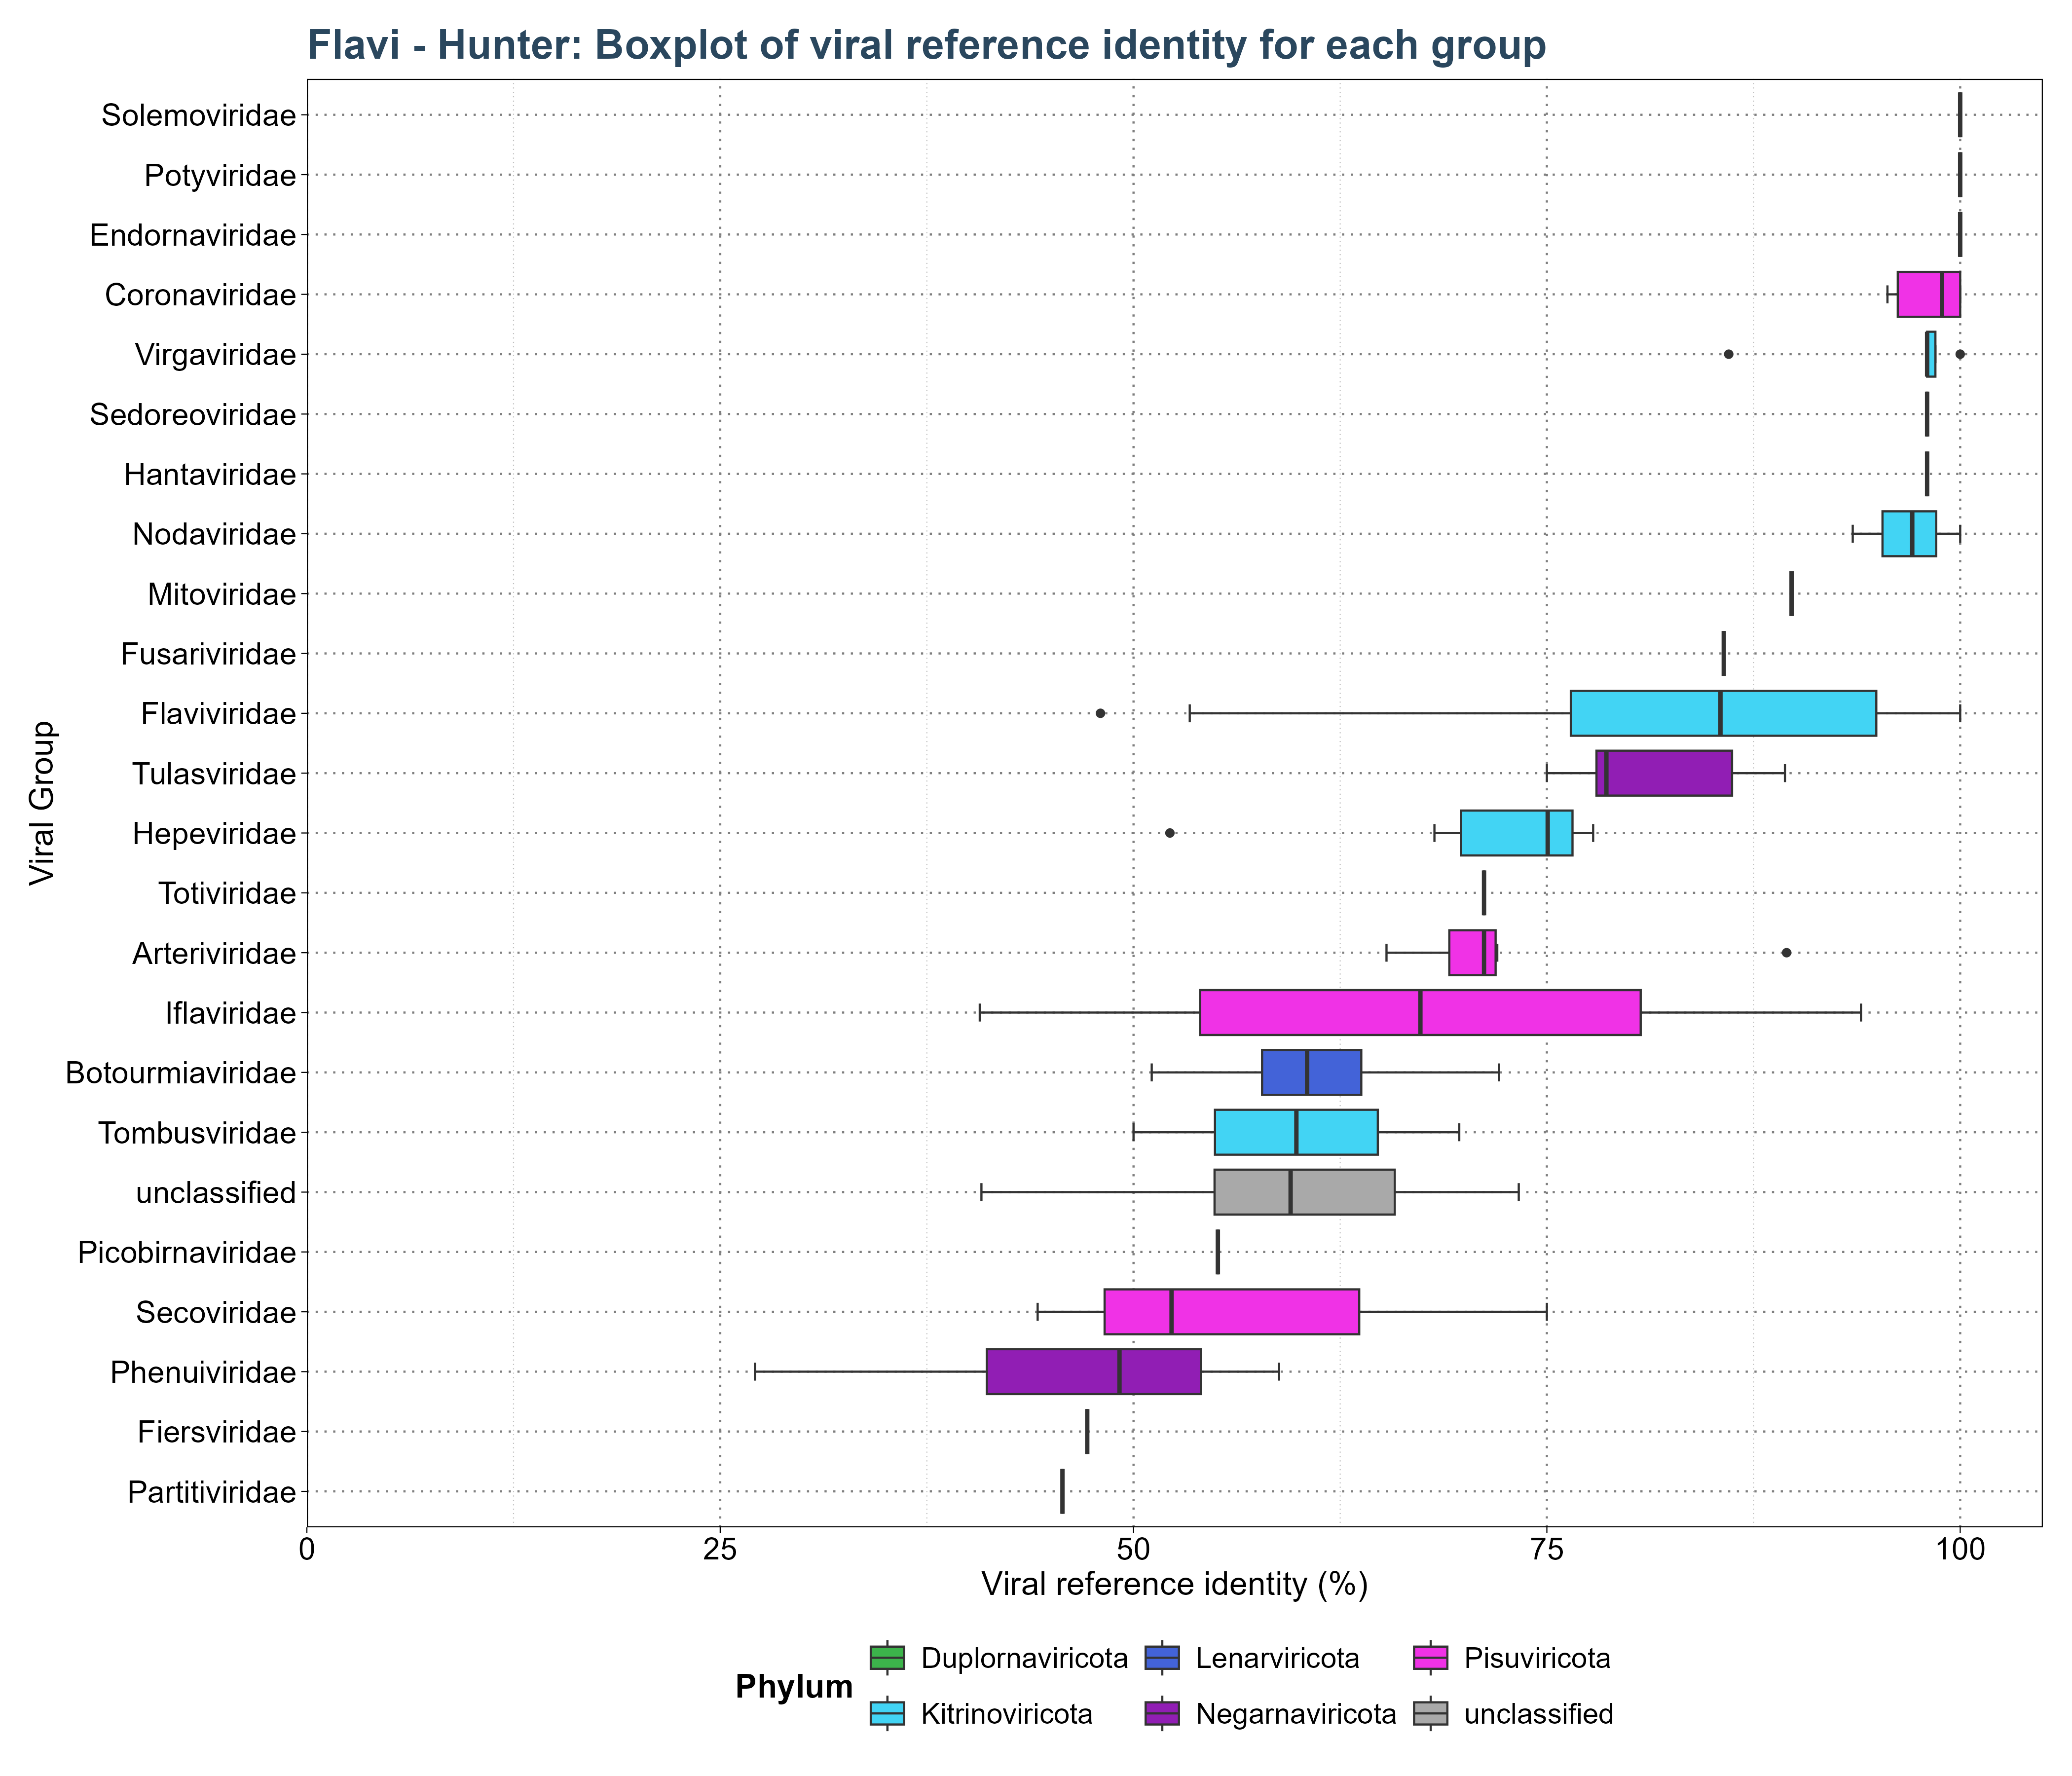 Flavi - Hunter: Boxplot of viral reference identity for each group
Viral Group
Solemoviridae
Potyviridae
Endornaviridae
Coronaviridae
Virgaviridae
Sedoreoviridae
Hantaviridae
Nodaviridae
Mitoviridae
Fusariviridae
Flaviviridae
Tulasviridae
Hepeviridae
Totiviridae
Arteriviridae
Iflaviridae
Botourmiaviridae
Tombusviridae
unclassified
Picobirnaviridae
Secoviridae
Phenuiviridae
Fiersviridae
Partitiviridae
0 25 50 75 100
Viral reference identity (%)
Phylum
Duplornaviricota Lenarviricota Pisuviricota
Kitrinoviricota Negarnaviricota unclassified